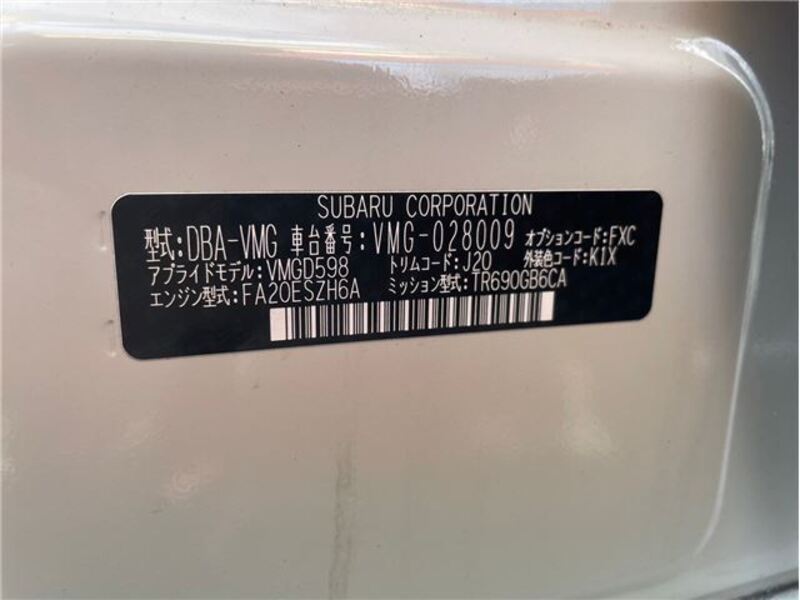 SUBARU CORPORATION
型式:DBA-VMG 車台番号:VMG-028009 オプションコード:FXC
アプライドモデル:VMGD598 トリムコード:J20 外装色コード:K1X
エンジン型式:FA20ESZH6A ミッション型式:TR690GB6CA